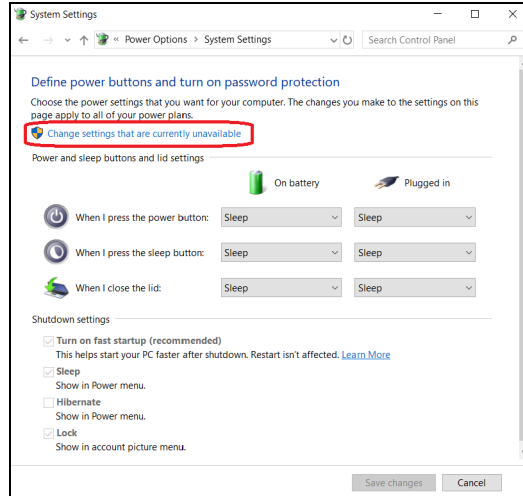 System Settings
« Power Options > System Settings
Search Control Panel
Define power buttons and turn on password protection
Choose the power settings that you want for your computer. The changes you make to the settings on this
page apply to all of your power plans.
Change settings that are currently unavailable
Power and sleep buttons and lid settings
On battery Plugged in
When I press the power button: Sleep Sleep
When I press the sleep button: Sleep Sleep
When I close the lid: Sleep Sleep
Shutdown settings
Turn on fast startup (recommended)
This helps start your PC faster after shutdown. Restart isn't affected. Learn More
Sleep
Show in Power menu.
Hibernate
Show in Power menu.
Lock
Show in account picture menu.
Save changes Cancel